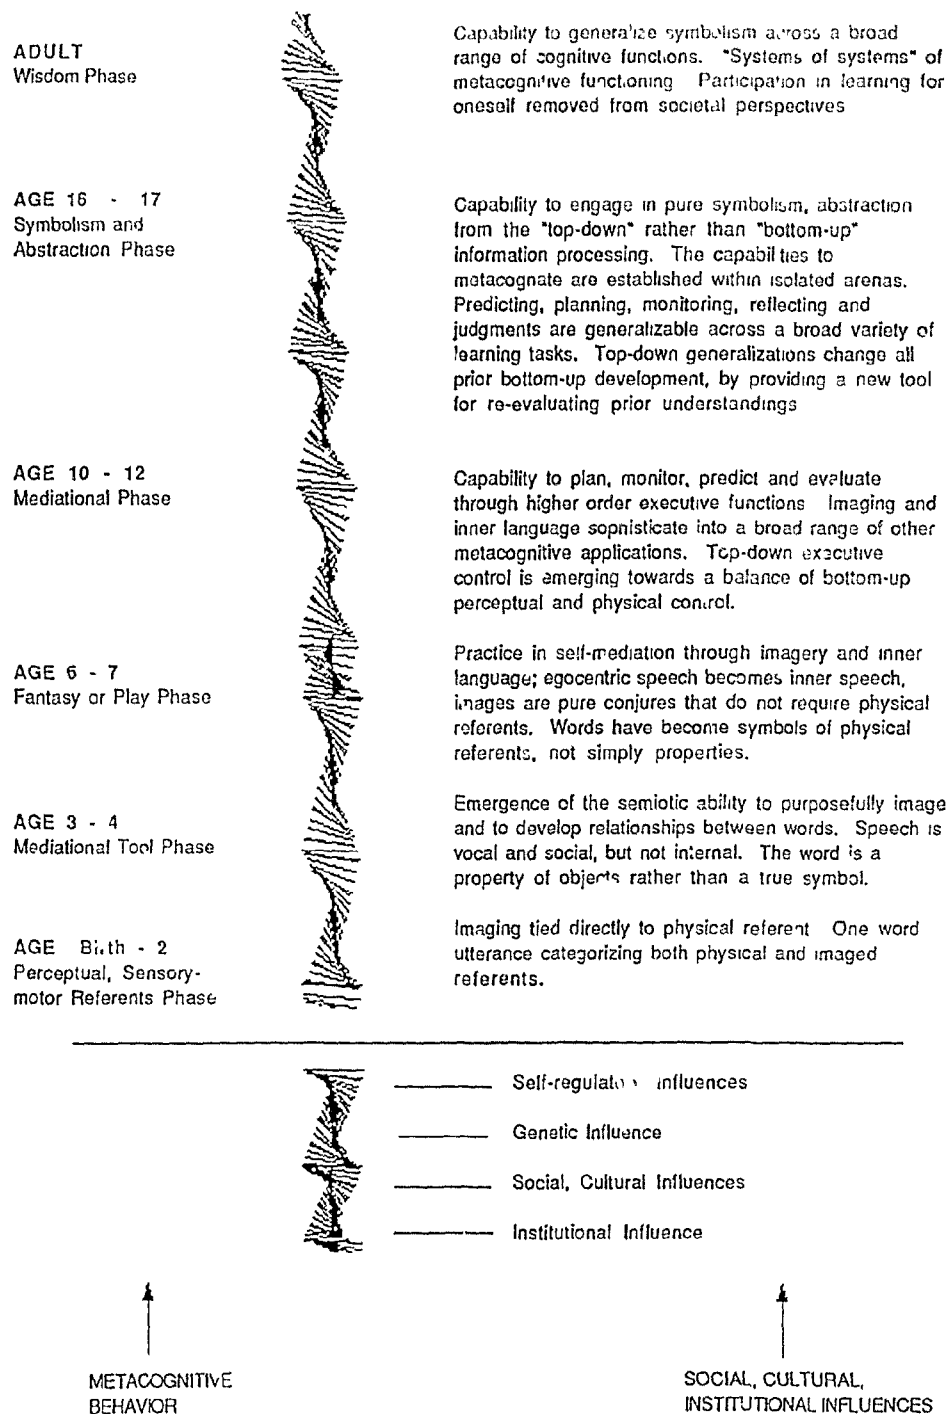 ADULT
Wisdom Phase
Capability to generalize symbolism across a broad
range of cognitive functions. "Systems of systems" of
metacognitive functioning Participation in learning for
oneself removed from societal perspectives
AGE 16 - 17
Symbolism and
Abstraction Phase
Capability to engage in pure symbolism, abstraction
from the "top-down" rather than "bottom-up"
information processing. The capabilities to
metacognate are established within isolated arenas.
Predicting, planning, monitoring, reflecting and
judgments are generalizable across a broad variety of
learning tasks. Top-down generalizations change all
prior bottom-up development, by providing a new tool
for re-evaluating prior understandings
AGE 10 - 12
Mediational Phase
Capability to plan, monitor, predict and evaluate
through higher order executive functions Imaging and
inner language sophisticate into a broad range of other
metacognitive applications. Top-down executive
control is emerging towards a balance of bottom-up
perceptual and physical control.
AGE 6 - 7
Fantasy or Play Phase
Practice in self-mediation through imagery and inner
language; egocentric speech becomes inner speech,
images are pure conjures that do not require physical
referents. Words have become symbols of physical
referents, not simply properties.
AGE 3 - 4
Mediational Tool Phase
Emergence of the semiotic ability to purposefully image
and to develop relationships between words. Speech is
vocal and social, but not internal. The word is a
property of objects rather than a true symbol.
AGE Birth - 2
Perceptual, Sensory-
motor Referents Phase
Imaging tied directly to physical referent One word
utterance categorizing both physical and imaged
referents.
Self-regulatory influences
Genetic Influence
Social, Cultural Influences
Institutional Influence
METACOGNITIVE
BEHAVIOR
SOCIAL, CULTURAL,
INSTITUTIONAL INFLUENCES